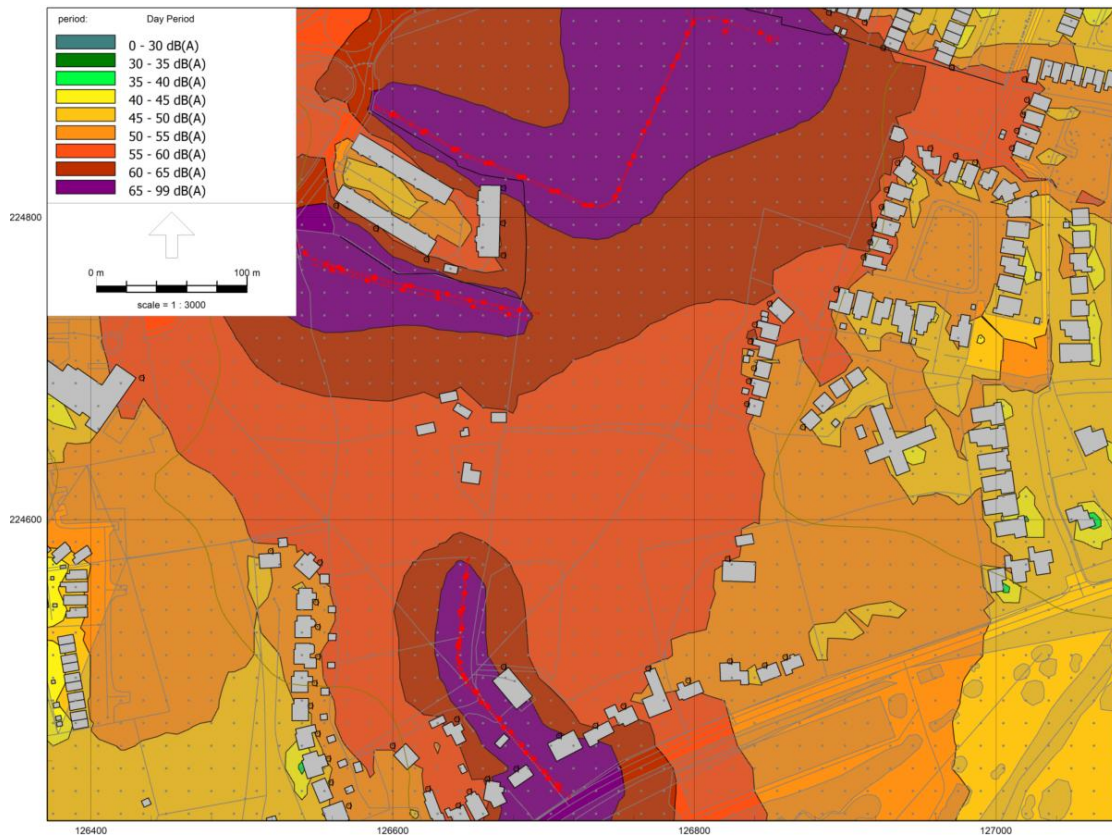 period: Day Period
0 - 30 dB(A)
30 - 35 dB(A)
35 - 40 dB(A)
40 - 45 dB(A)
45 - 50 dB(A)
50 - 55 dB(A)
55 - 60 dB(A)
60 - 65 dB(A)
65 - 99 dB(A)
0 m 100 m
scale = 1 : 3000
224800
224600
126400 126600 126800 127000